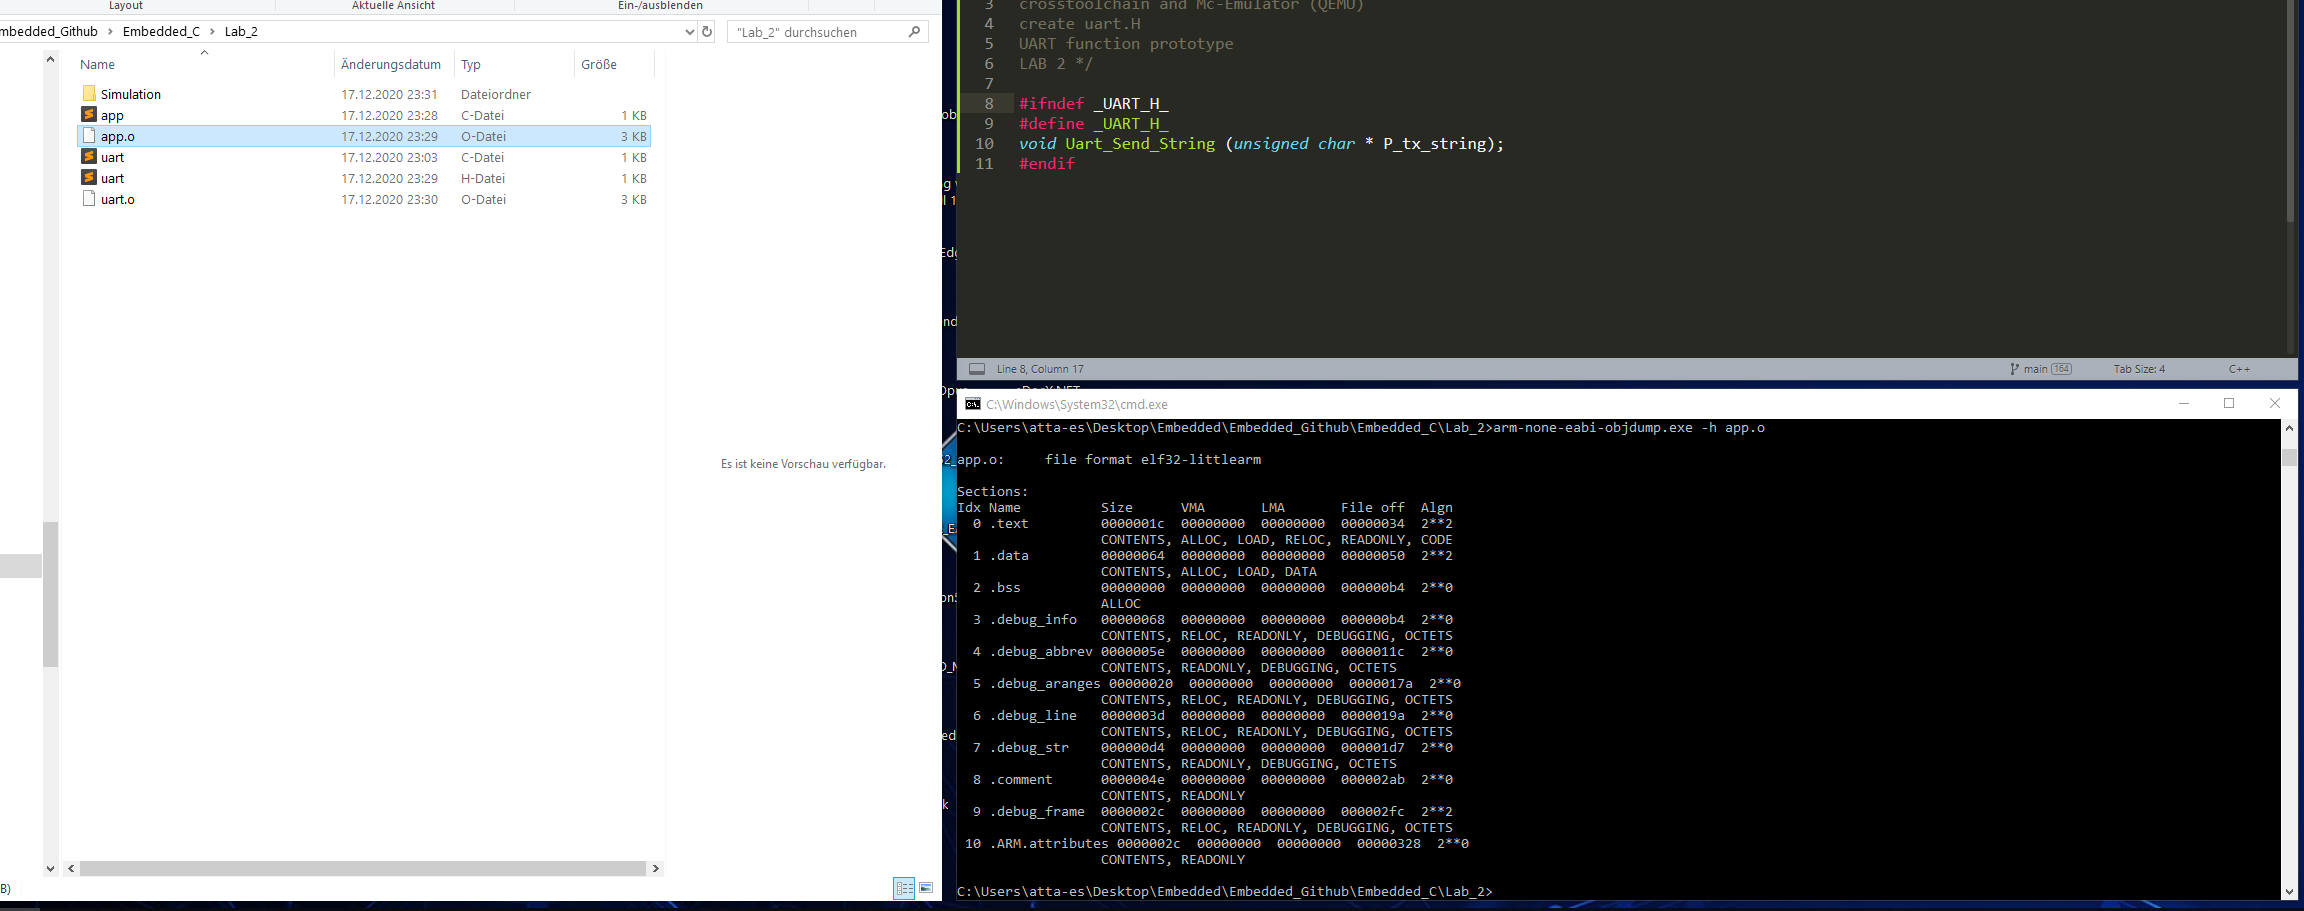 Layout
Aktuelle Ansicht
Ein-/ausblenden
mbedded_Github > Embedded_C > Lab_2
"Lab_2" durchsuchen
Name Änderungsdatum Typ Größe
Simulation 17.12.2020 23:31 Dateiordner
app 17.12.2020 23:28 C-Datei 1 KB
app.o 17.12.2020 23:29 O-Datei 3 KB
uart 17.12.2020 23:03 C-Datei 1 KB
uart 17.12.2020 23:29 H-Datei 1 KB
uart.o 17.12.2020 23:30 O-Datei 3 KB
Es ist keine Vorschau verfügbar.
B)
3 crosstoolchain and Mc-Emulator (QEMU)
4 create uart.H
5 UART function prototype
6 LAB 2 */
7
8 #ifndef _UART_H_
9 #define _UART_H_
10 void Uart_Send_String (unsigned char * P_tx_string);
11 #endif
Line 8, Column 17
main 164
Tab Size: 4
C++
C:\Windows\System32\cmd.exe
C:\Users\atta-es\Desktop\Embedded\Embedded_Github\Embedded_C\Lab_2>arm-none-eabi-objdump.exe -h app.o
app.o:     file format elf32-littlearm
Sections:
Idx Name          Size      VMA       LMA       File off  Algn
  0 .text         0000001c  00000000  00000000  00000034  2**2
                  CONTENTS, ALLOC, LOAD, RELOC, READONLY, CODE
  1 .data         00000064  00000000  00000000  00000050  2**2
                  CONTENTS, ALLOC, LOAD, DATA
  2 .bss          00000000  00000000  00000000  000000b4  2**0
                  ALLOC
  3 .debug_info   00000068  00000000  00000000  000000b4  2**0
                  CONTENTS, RELOC, READONLY, DEBUGGING, OCTETS
  4 .debug_abbrev 0000005e  00000000  00000000  0000011c  2**0
                  CONTENTS, READONLY, DEBUGGING, OCTETS
  5 .debug_aranges 00000020  00000000  00000000  0000017a  2**0
                  CONTENTS, RELOC, READONLY, DEBUGGING, OCTETS
  6 .debug_line   0000003d  00000000  00000000  0000019a  2**0
                  CONTENTS, RELOC, READONLY, DEBUGGING, OCTETS
  7 .debug_str    000000d4  00000000  00000000  000001d7  2**0
                  CONTENTS, READONLY, DEBUGGING, OCTETS
  8 .comment      0000004e  00000000  00000000  000002ab  2**0
                  CONTENTS, READONLY
  9 .debug_frame  0000002c  00000000  00000000  000002fc  2**2
                  CONTENTS, RELOC, READONLY, DEBUGGING, OCTETS
 10 .ARM.attributes 0000002c  00000000  00000000  00000328  2**0
                  CONTENTS, READONLY
C:\Users\atta-es\Desktop\Embedded\Embedded_Github\Embedded_C\Lab_2>